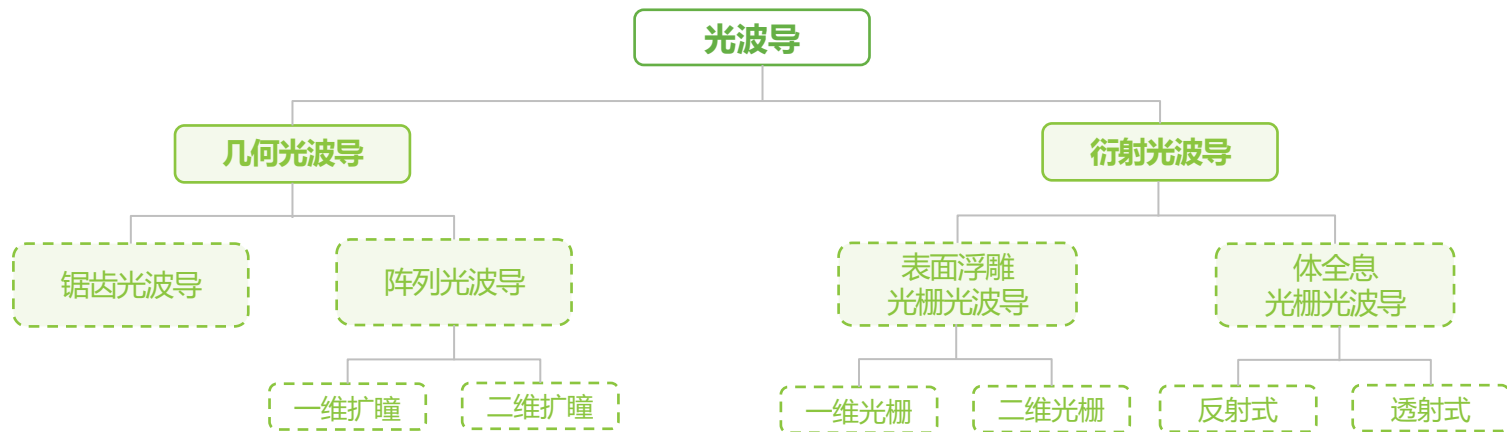 光波导
几何光波导
衍射光波导
锯齿光波导
阵列光波导
表面浮雕
光栅光波导
体全息
光栅光波导
一维扩瞳
二维扩瞳
一维光栅
二维光栅
反射式
透射式